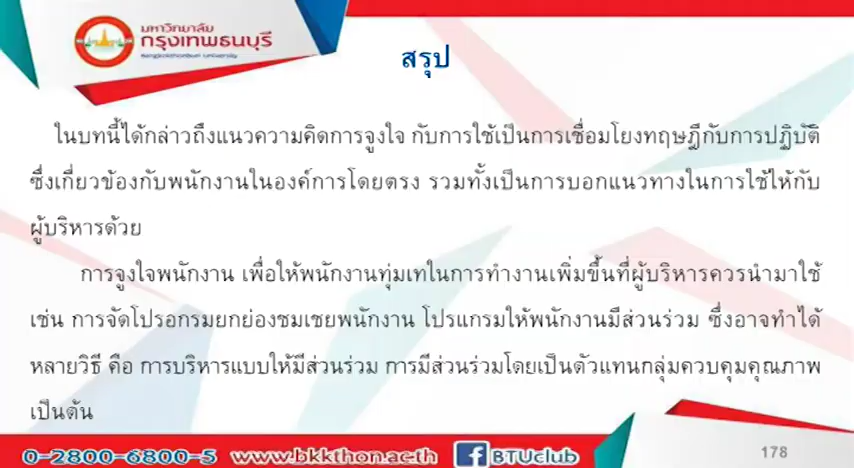 มหาวิทยาลัย
กรุงเทพธนบุรี
Bangkokthonburi University
สรุป
ในบทนี้ได้กล่าวถึงแนวความคิดการจูงใจ กับการใช้เป็นการเชื่อมโยงทฤษฎีกับการปฏิบัติ
ซึ่งเกี่ยวข้องกับพนักงานในองค์การโดยตรง รวมทั้งเป็นการบอกแนวทางในการใช้ให้กับ
ผู้บริหารด้วย
การจูงใจพนักงาน เพื่อให้พนักงานทุ่มเทในการทำงานเพิ่มขึ้นที่ผู้บริหารควรนำมาใช้
เช่น การจัดโปรอกรมยกย่องชมเชยพนักงาน โปรแกรมให้พนักงานมีส่วนร่วม ซึ่งอาจทำได้
หลายวิธี คือ การบริหารแบบให้มีส่วนร่วม การมีส่วนร่วมโดยเป็นตัวแทนกลุ่มควบคุมคุณภาพ
เป็นต้น
0-2800-6800-5 www.bkkthon.ac.th BTUclub 178